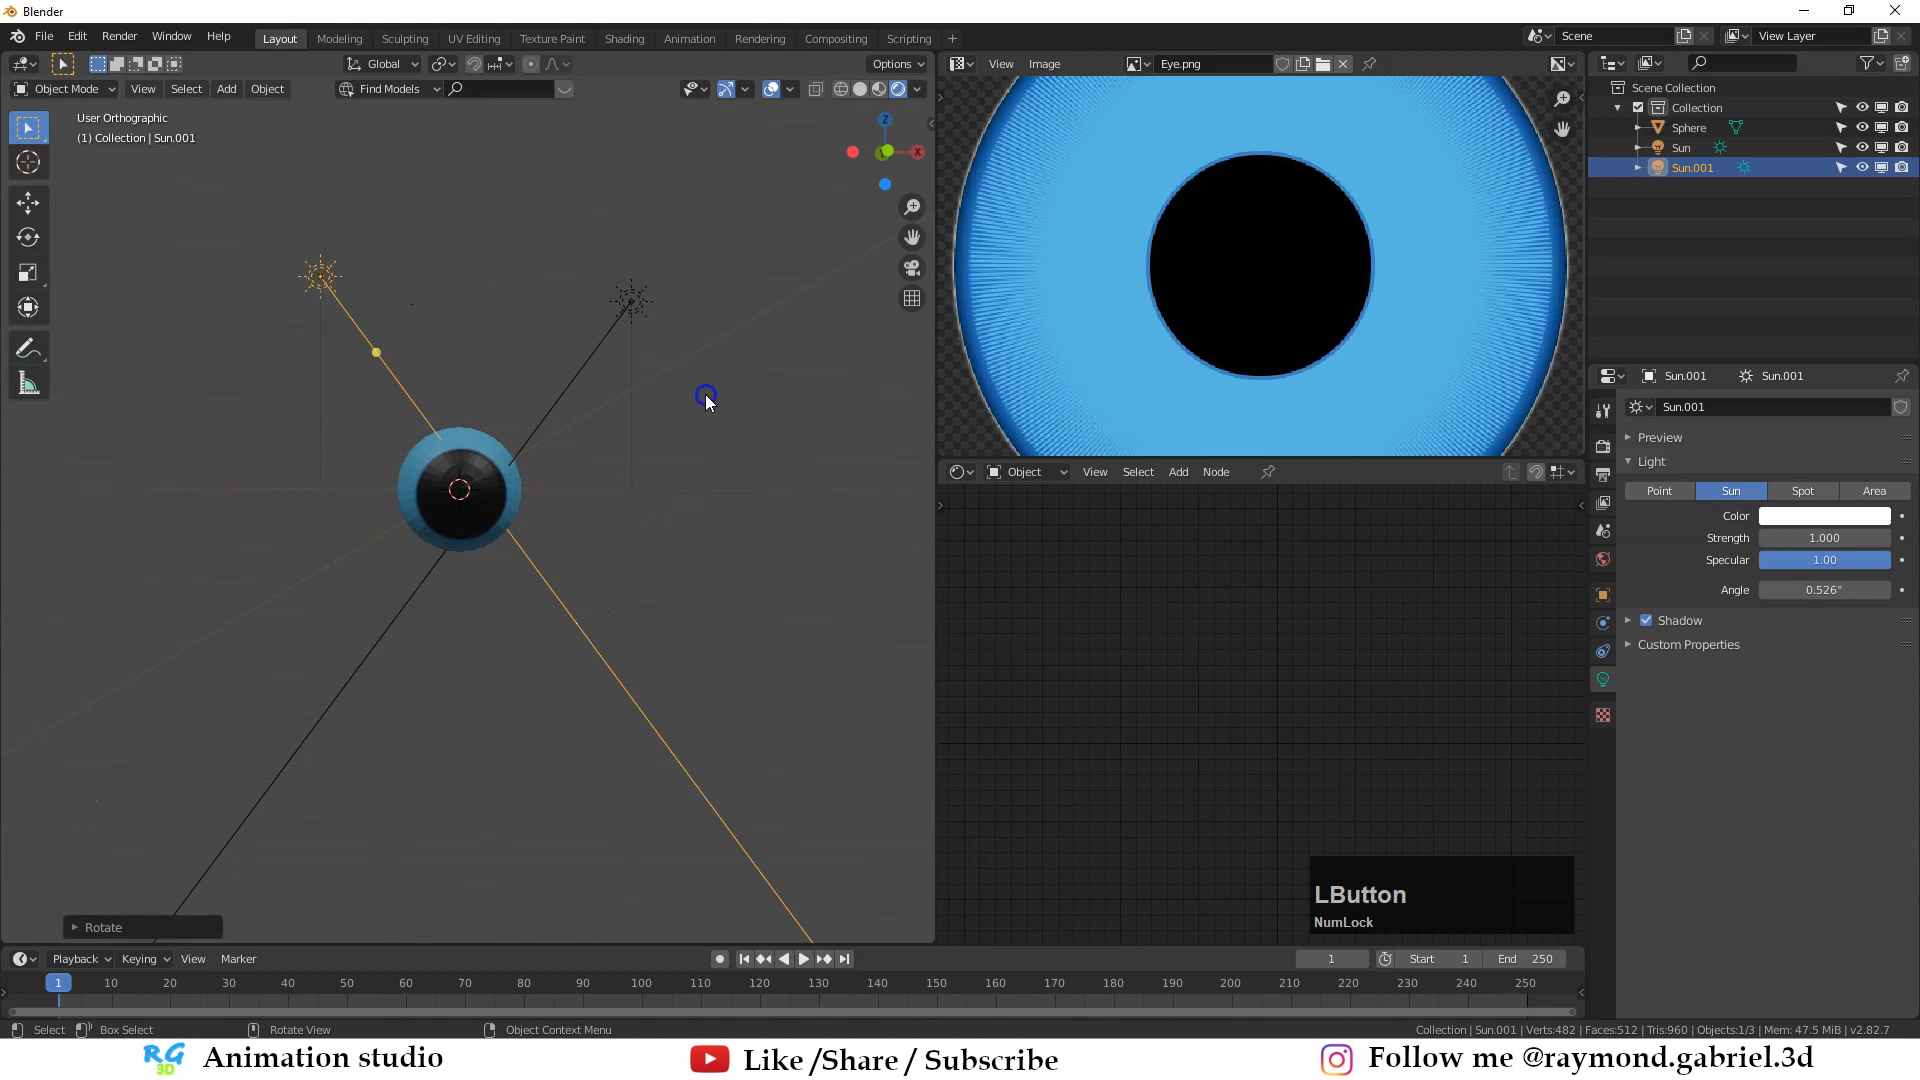 Blender
File Edit Render Window Help
Layout Modeling Sculpting UV Editing Texture Paint Shading Animation Rendering Compositing Scripting +
Scene View Layer
Global Options
Object Mode View Select Add Object Find Models
User Orthographic
(1) Collection | Sun.001
Z
X
Rotate
View Image Eye.png
Object View Select Add Node
LButton
NumLock
Scene Collection
Collection
Sphere
Sun
Sun.001
Sun.001 Sun.001
Sun.001
Preview
Light
Point Sun Spot Area
Color
Strength 1.000
Specular 1.00
Angle 0.526°
Shadow
Custom Properties
Playback Keying View Marker 1 Start 1 End 250
1 10 20 30 40 50 60 70 80 90 100 110 120 130 140 150 160 170 180 190 200 210 220 230 240 250
Select Box Select Rotate View Object Context Menu Collection | Sun.001 | Verts:482 | Faces:512 | Tris:960 | Objects:1/3 | Mem: 47.5 MiB | v2.82.7
RG
3D
Animation studio Like /Share / Subscribe Follow me @raymond.gabriel.3d